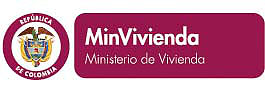 REPÚBLICA
DE COLOMBIA
MinVivienda
Ministerio de Vivienda